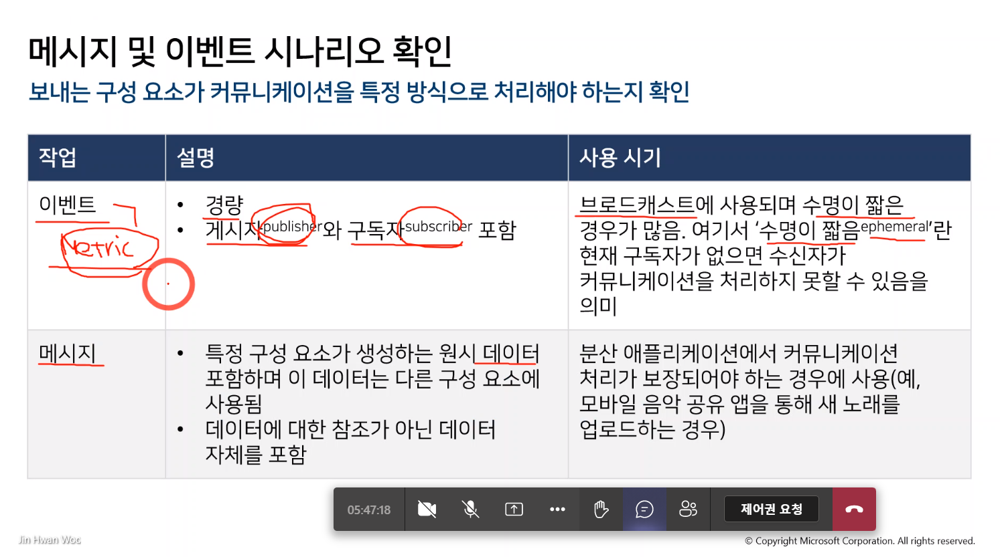 메시지 및 이벤트 시나리오 확인
보내는 구성 요소가 커뮤니케이션을 특정 방식으로 처리해야 하는지 확인
작업
설명
사용 시기
이벤트
Metric
• 경량
• 게시자publisher와 구독자subscriber 포함
브로드캐스트에 사용되며 수명이 짧은
경우가 많음. 여기서 ‘수명이 짧음ephemeral’란
현재 구독자가 없으면 수신자가
커뮤니케이션을 처리하지 못할 수 있음을
의미
메시지
• 특정 구성 요소가 생성하는 원시 데이터
포함하며 이 데이터는 다른 구성 요소에
사용됨
• 데이터에 대한 참조가 아닌 데이터
자체를 포함
분산 애플리케이션에서 커뮤니케이션
처리가 보장되어야 하는 경우에 사용(예,
모바일 음악 공유 앱을 통해 새 노래를
업로드하는 경우)
05:47:18
제어권 요청
Jin Hwan Woo
© Copyright Microsoft Corporation. All rights reserved.